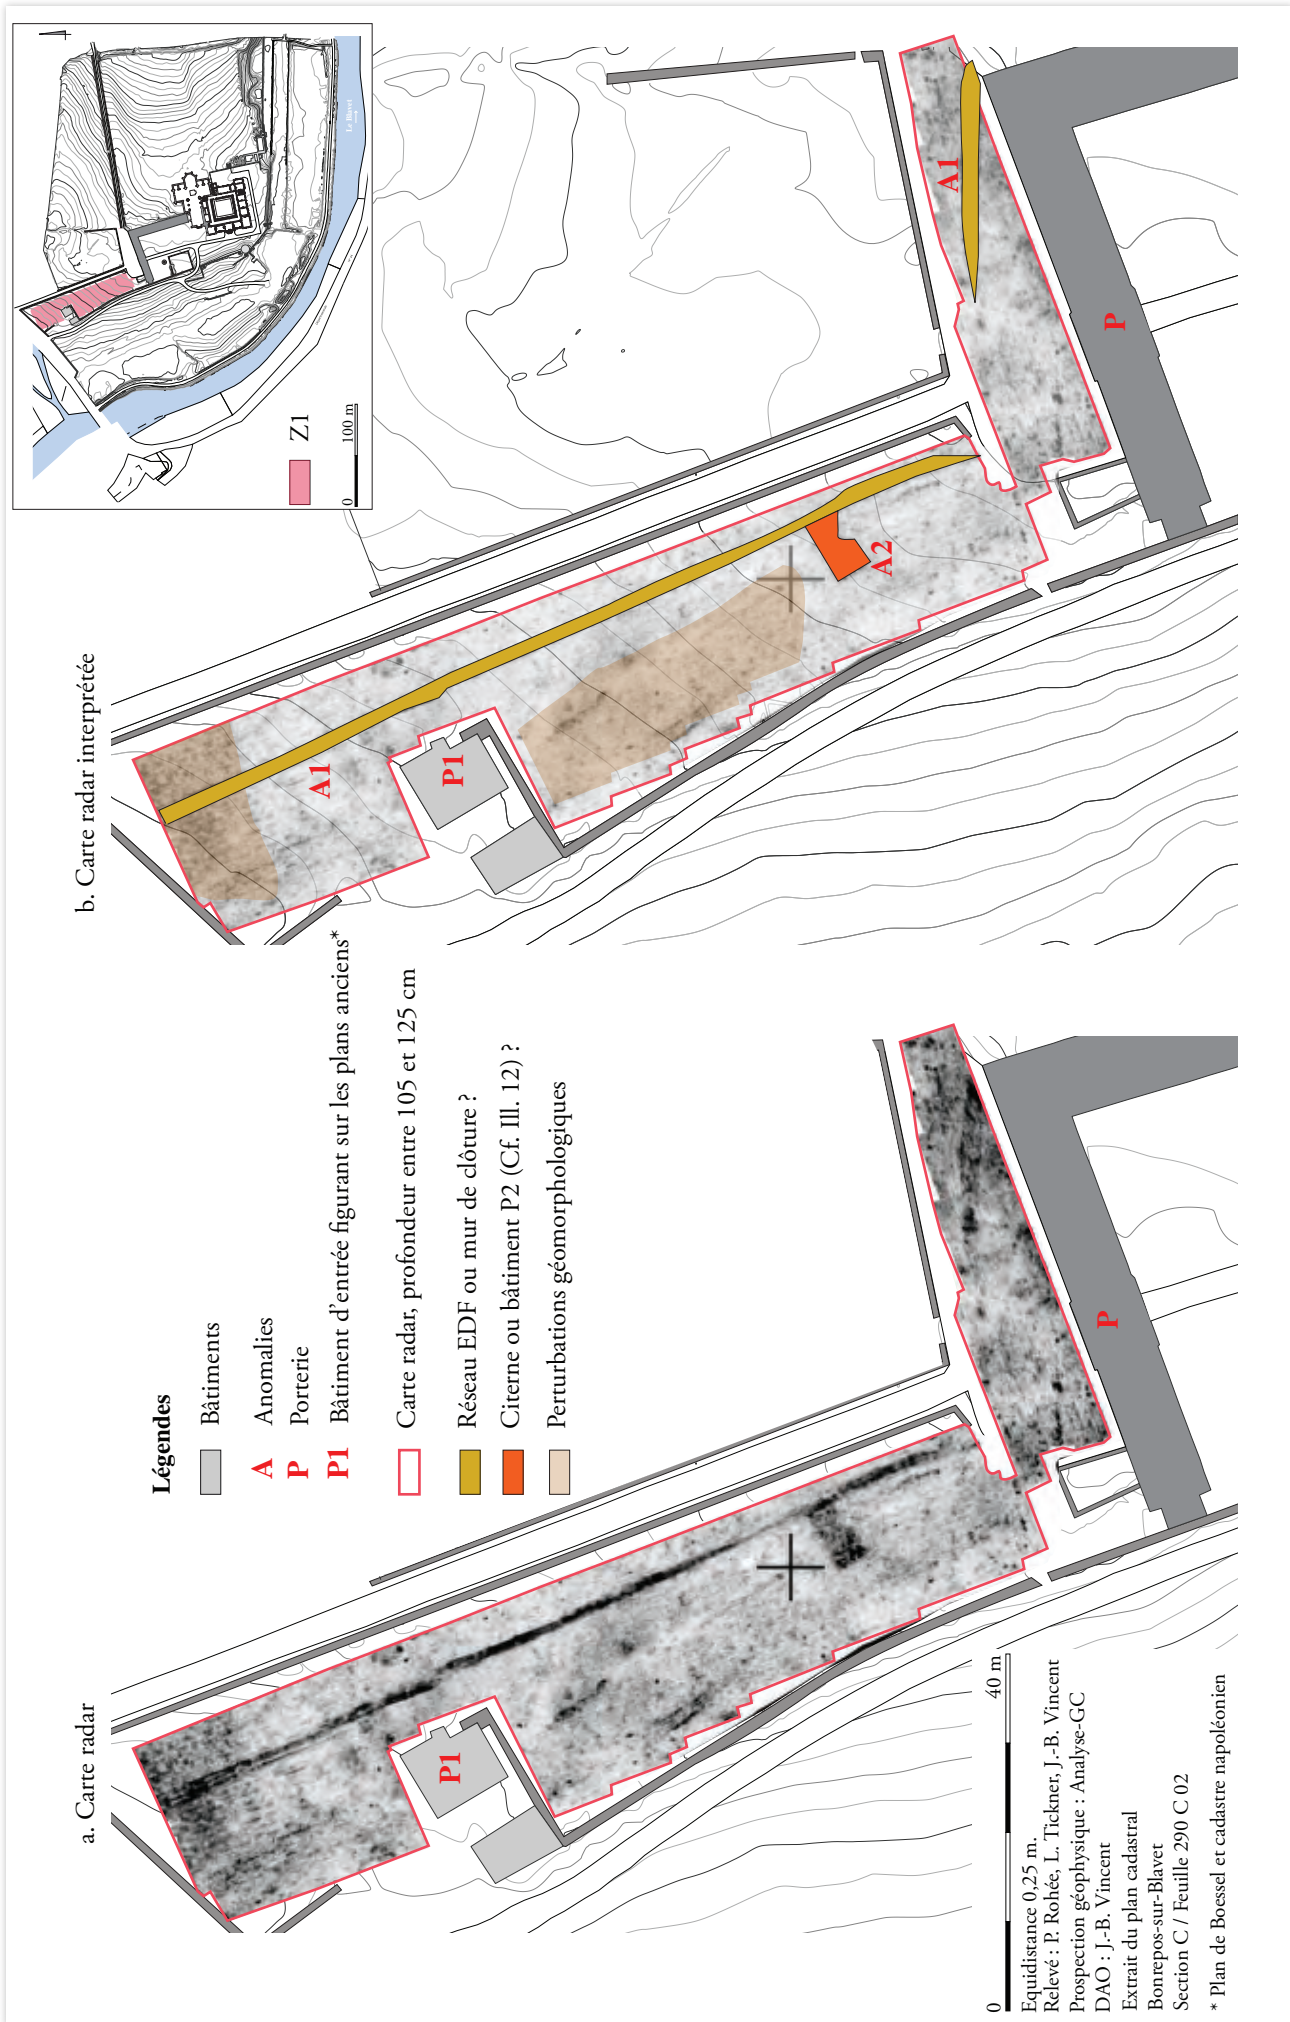 a. Carte radar
P1
P
Légendes
Bâtiments
A Anomalies
P Porterie
P1 Bâtiment d'entrée figurant sur les plans anciens*
Carte radar, profondeur entre 105 et 125 cm
Réseau EDF ou mur de clôture ?
Citerne ou bâtiment P2 (Cf. Ill. 12) ?
Perturbations géomorphologiques
0 40 m
Equidistance 0,25 m.
Relevé : P. Rohée, L. Tickner, J.-B. Vincent
Prospection géophysique : Analyse-GC
DAO : J.-B. Vincent
Extrait du plan cadastral
Bonrepos-sur-Blavet
Section C / Feuille 290 C 02
* Plan de Boessel et cadastre napoléonien
b. Carte radar interprétée
A1
P1
A2
A1
P
Z1
0 100 m
Le Blavet